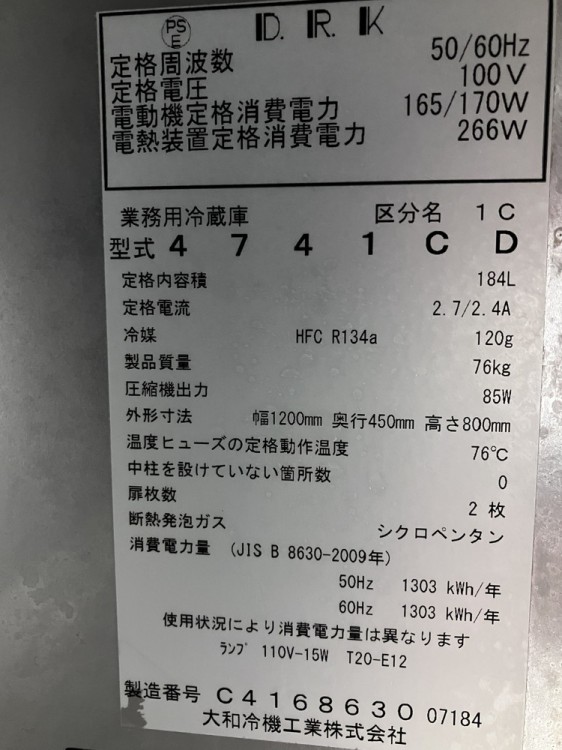 PS E D.R.K
定格周波数 50/60Hz
定格電圧 100V
電動機定格消費電力 165/170W
電熱装置定格消費電力 266W
業務用冷蔵庫 区分名 1C
型式 4741CD
定格内容積 184L
定格電流 2.7/2.4A
冷媒 HFC R134a 120g
製品質量 76kg
圧縮機出力 85W
外形寸法 幅1200mm 奥行450mm 高さ800mm
温度ヒューズの定格動作温度 76℃
中柱を設けていない箇所数 0
扉枚数 2枚
断熱発泡ガス シクロペンタン
消費電力量 (JIS B 8630-2009年)
50Hz 1303 kWh/年
60Hz 1303 kWh/年
使用状況により消費電力量は異なります
ランプ 110V-15W T20-E12
製造番号 C4168630 07184
大和冷機工業株式会社